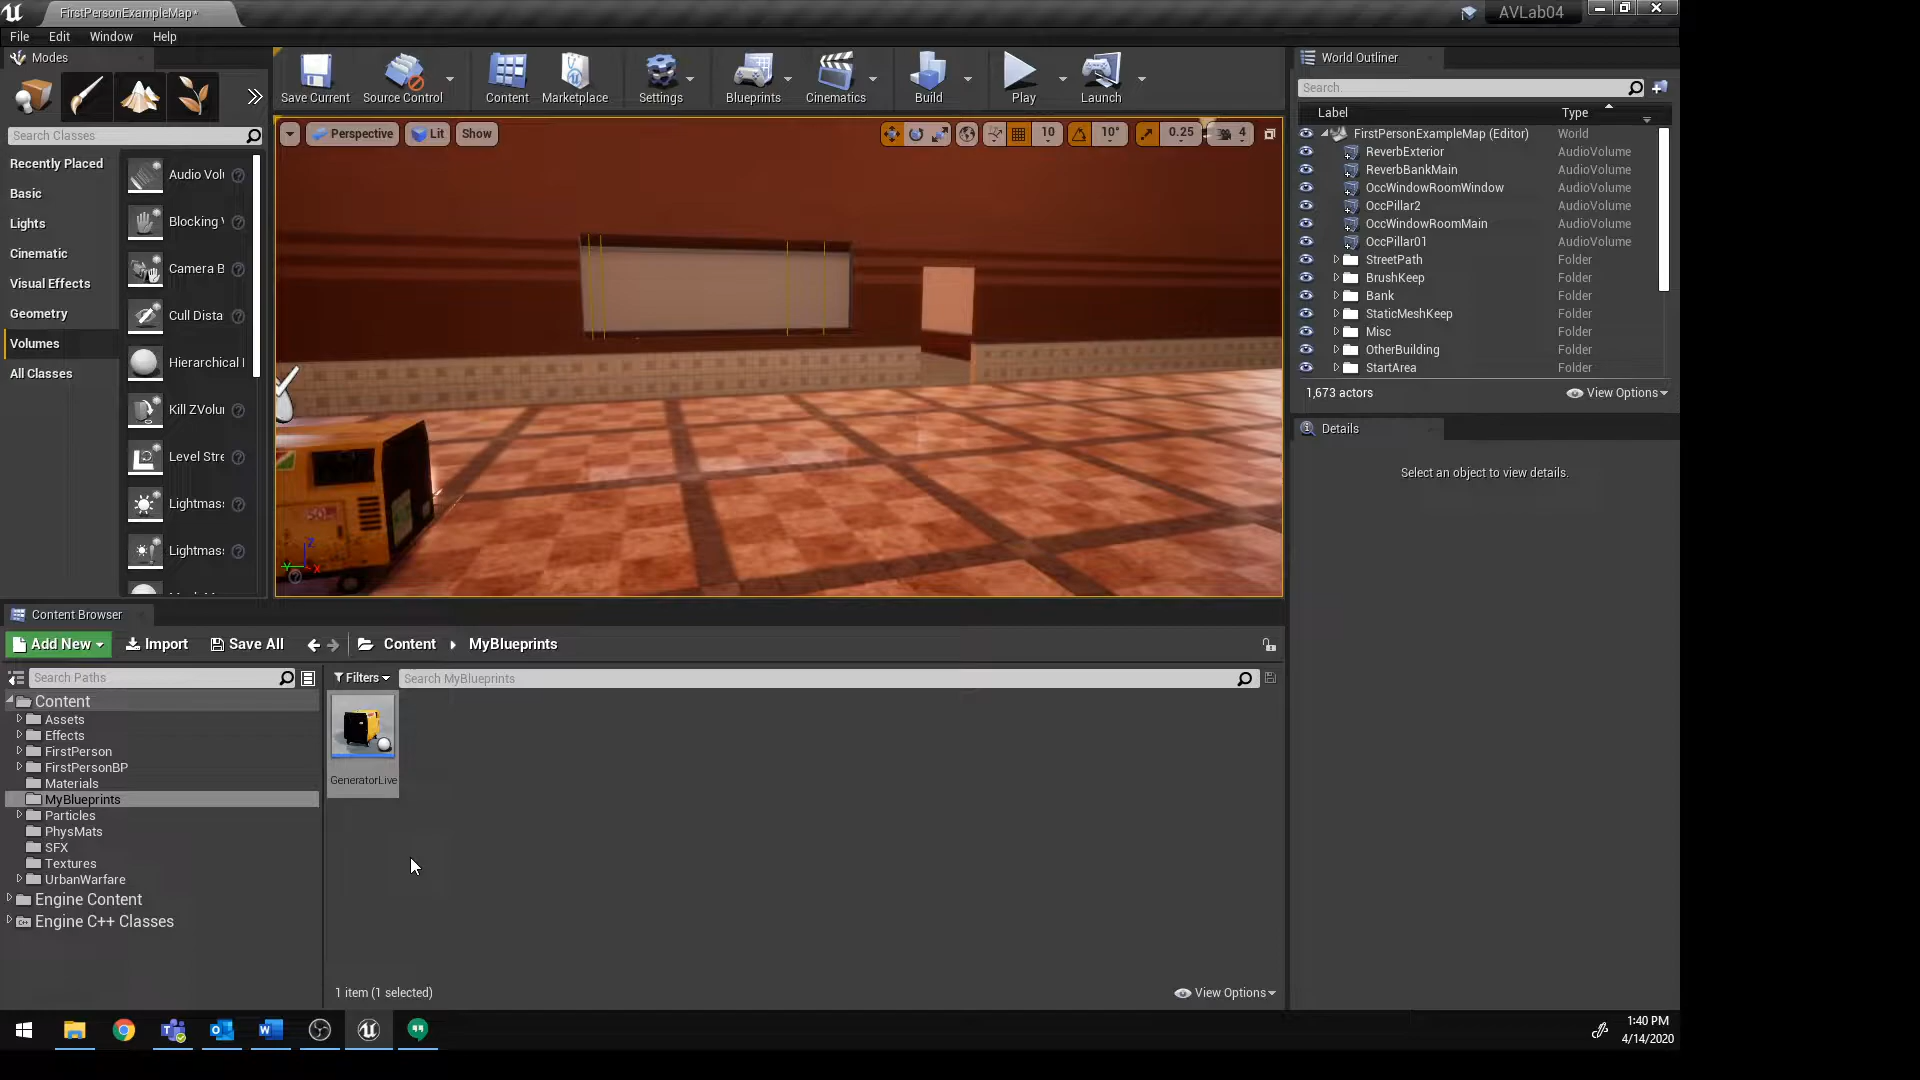 FirstPersonExampleMap*
AVLab04
File Edit Window Help
Modes
Search Classes
Recently Placed
Basic
Lights
Cinematic
Visual Effects
Geometry
Volumes
All Classes
Audio Vol
Blocking
Camera B
Cull Dista
Hierarchical
Kill ZVolu
Level Stre
Lightmas
Lightmas
Save Current
Source Control
Content
Marketplace
Settings
Blueprints
Cinematics
Build
Play
Launch
Perspective
Lit
Show
10
10°
0.25
4
World Outliner
Search
Label Type
FirstPersonExampleMap (Editor) World
ReverbExterior AudioVolume
ReverbBankMain AudioVolume
OccWindowRoomWindow AudioVolume
OccPillar2 AudioVolume
OccWindowRoomMain AudioVolume
OccPillar01 AudioVolume
StreetPath Folder
BrushKeep Folder
Bank Folder
StaticMeshKeep Folder
Misc Folder
OtherBuilding Folder
StartArea Folder
1,673 actors
View Options
Details
Select an object to view details.
Content Browser
Add New
Import
Save All
Content
MyBlueprints
Search Paths
Filters
Search MyBlueprints
Content
Assets
Effects
FirstPerson
FirstPersonBP
Materials
MyBlueprints
Particles
PhysMats
SFX
Textures
UrbanWarfare
Engine Content
Engine C++ Classes
GeneratorLive
1 item (1 selected)
View Options
1:40 PM
4/14/2020